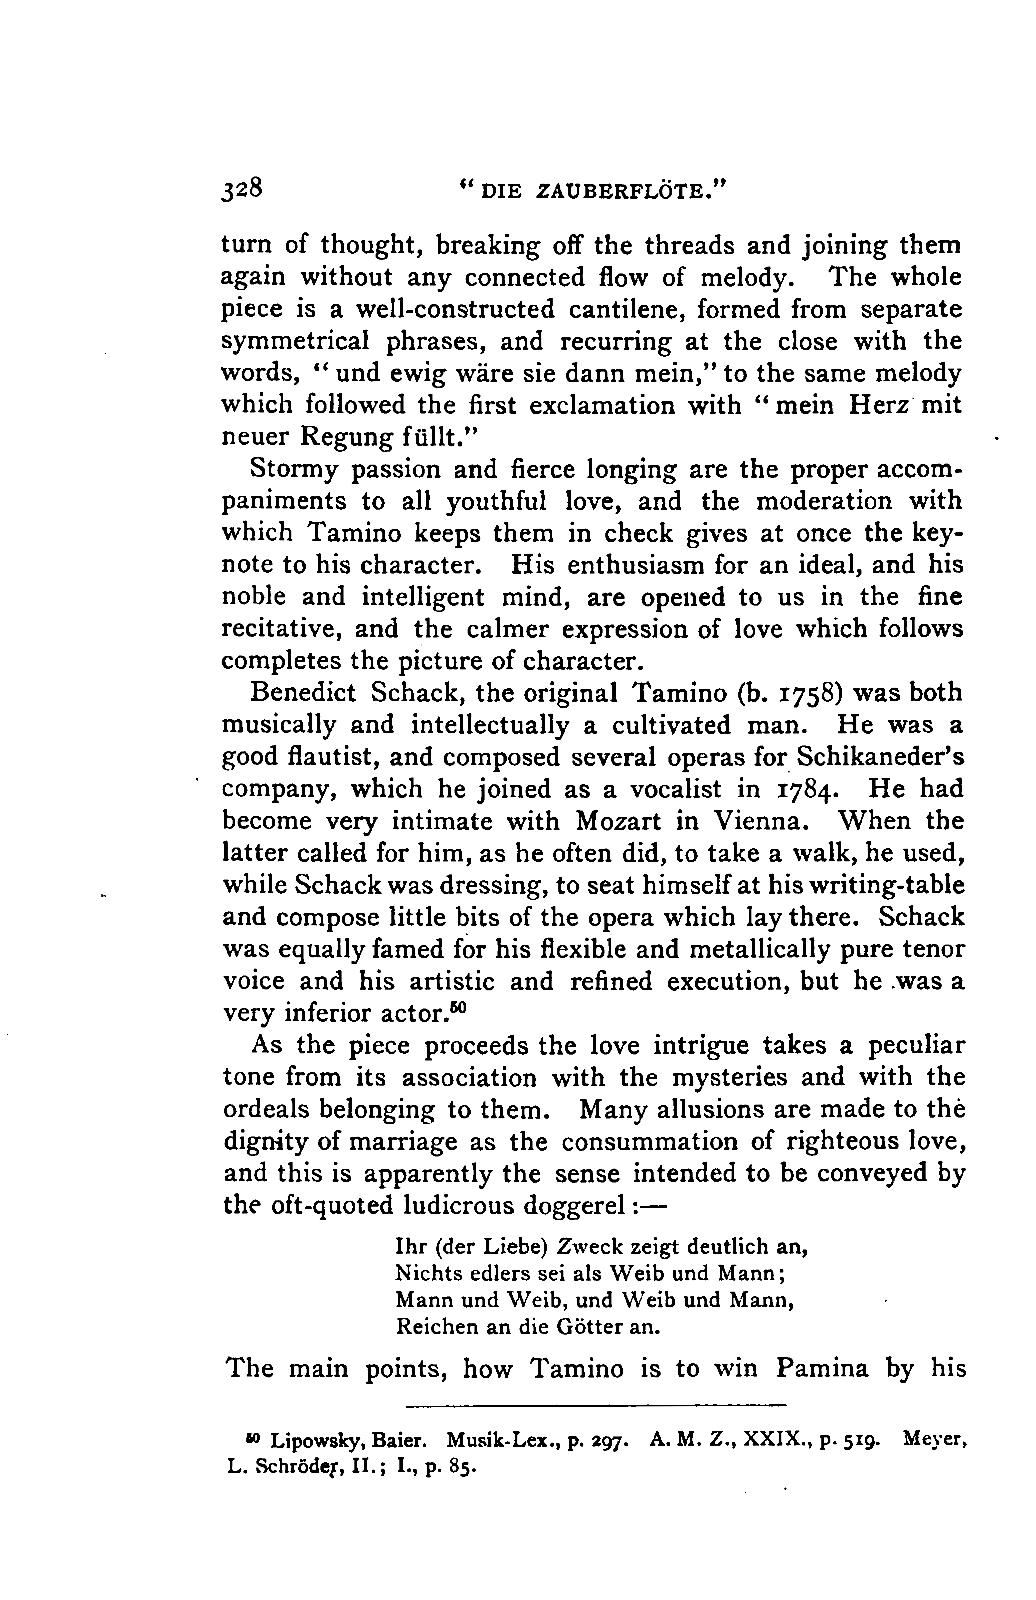 328 “ DIE ZAUBERFLÖTE.”
turn of thought, breaking off the threads and joining them
again without any connected flow of melody. The whole
piece is a well-constructed cantilene, formed from separate
symmetrical phrases, and recurring at the close with the
words, “ und ewig wäre sie dann mein,” to the same melody
which followed the first exclamation with “ mein Herz mit
neuer Regung füllt.”
Stormy passion and fierce longing are the proper accom-
paniments to all youthful love, and the moderation with
which Tamino keeps them in check gives at once the key-
note to his character. His enthusiasm for an ideal, and his
noble and intelligent mind, are opened to us in the fine
recitative, and the calmer expression of love which follows
completes the picture of character.
Benedict Schack, the original Tamino (b. 1758) was both
musically and intellectually a cultivated man. He was a
good flautist, and composed several operas for Schikaneder’s
company, which he joined as a vocalist in 1784. He had
become very intimate with Mozart in Vienna. When the
latter called for him, as he often did, to take a walk, he used,
while Schack was dressing, to seat himself at his writing-table
and compose little bits of the opera which lay there. Schack
was equally famed for his flexible and metallically pure tenor
voice and his artistic and refined execution, but he was a
very inferior actor.⁵⁰
As the piece proceeds the love intrigue takes a peculiar
tone from its association with the mysteries and with the
ordeals belonging to them. Many allusions are made to the
dignity of marriage as the consummation of righteous love,
and this is apparently the sense intended to be conveyed by
the oft-quoted ludicrous doggerel :—
Ihr (der Liebe) Zweck zeigt deutlich an,
Nichts edlers sei als Weib und Mann;
Mann und Weib, und Weib und Mann,
Reichen an die Götter an.
The main points, how Tamino is to win Pamina by his
⁵⁰ Lipowsky, Baier. Musik-Lex., p. 297. A. M. Z., XXIX., p. 519. Meyer,
L. Schröder, II.; I., p. 85.